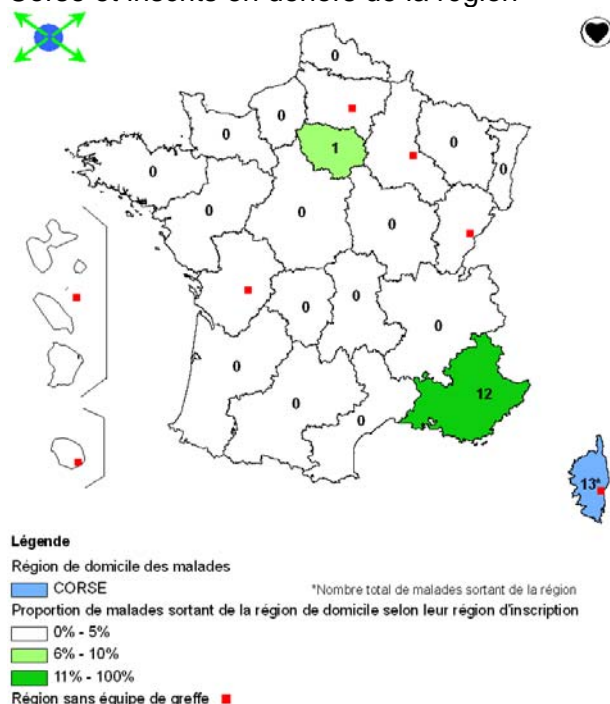 Corse et inscrits en dehors de la région
0
0
0
0
1
0
0
0
0
0
0
0
0
0
0
12
0
0
13*
Légende
Région de domicile des malades
CORSE
*Nombre total de malades sortant de la région
Proportion de malades sortant de la région de domicile selon leur région d'inscription
0% - 5%
6% - 10%
11% - 100%
Région sans équipe de greffe